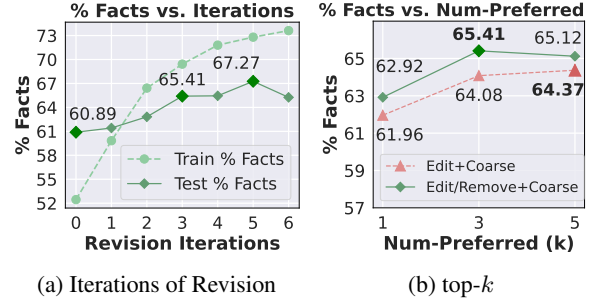 % Facts vs. Iterations
% Facts
73
70
67
64
61
58
55
52
60.89
65.41
67.27
Train % Facts
Test % Facts
0 1 2 3 4 5 6
Revision Iterations
(a) Iterations of Revision
% Facts vs. Num-Preferred
% Facts
65
63
61
59
57
62.92
65.41
65.12
61.96
64.08
64.37
Edit+Coarse
Edit/Remove+Coarse
1 3 5
Num-Preferred (k)
(b) top-k